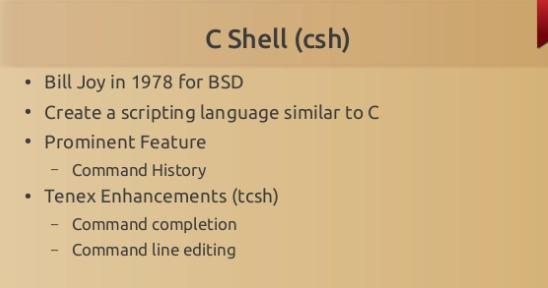 C Shell (csh)
• Bill Joy in 1978 for BSD
• Create a scripting language similar to C
• Prominent Feature
– Command History
• Tenex Enhancements (tcsh)
– Command completion
– Command line editing